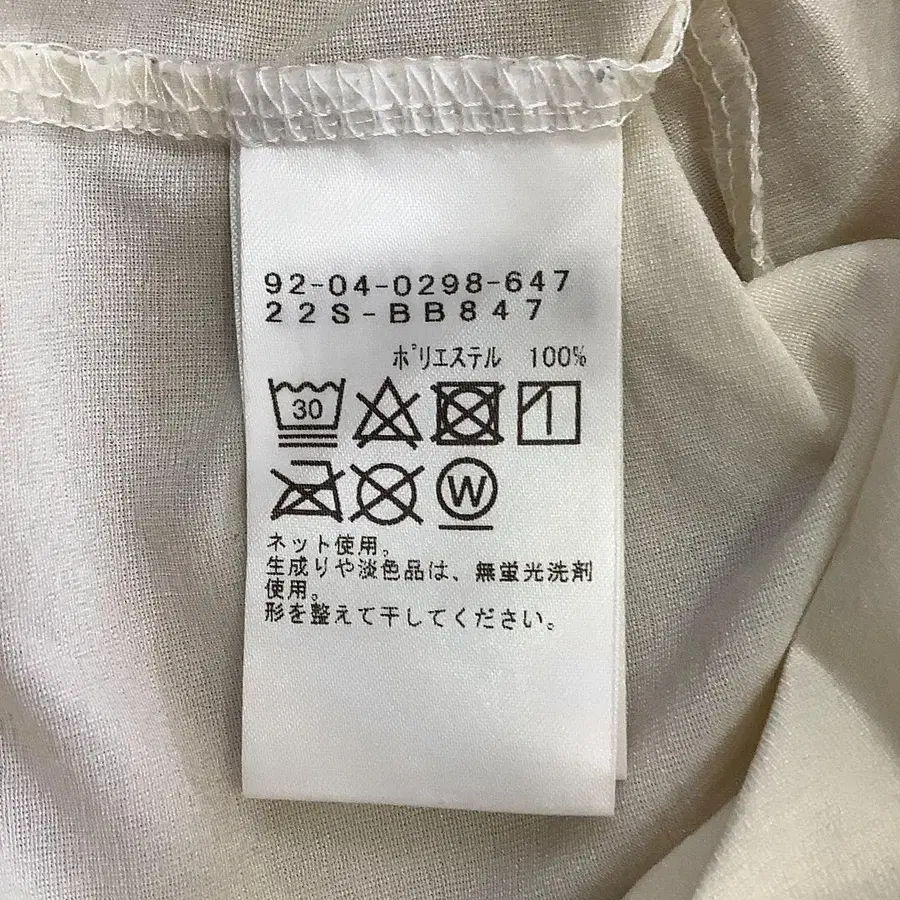 92-04-0298-647
22S-BB847
ポリエステル 100%
30
W
ネット使用。
生成りや淡色品は、無蛍光洗剤
使用。
形を整えて干してください。